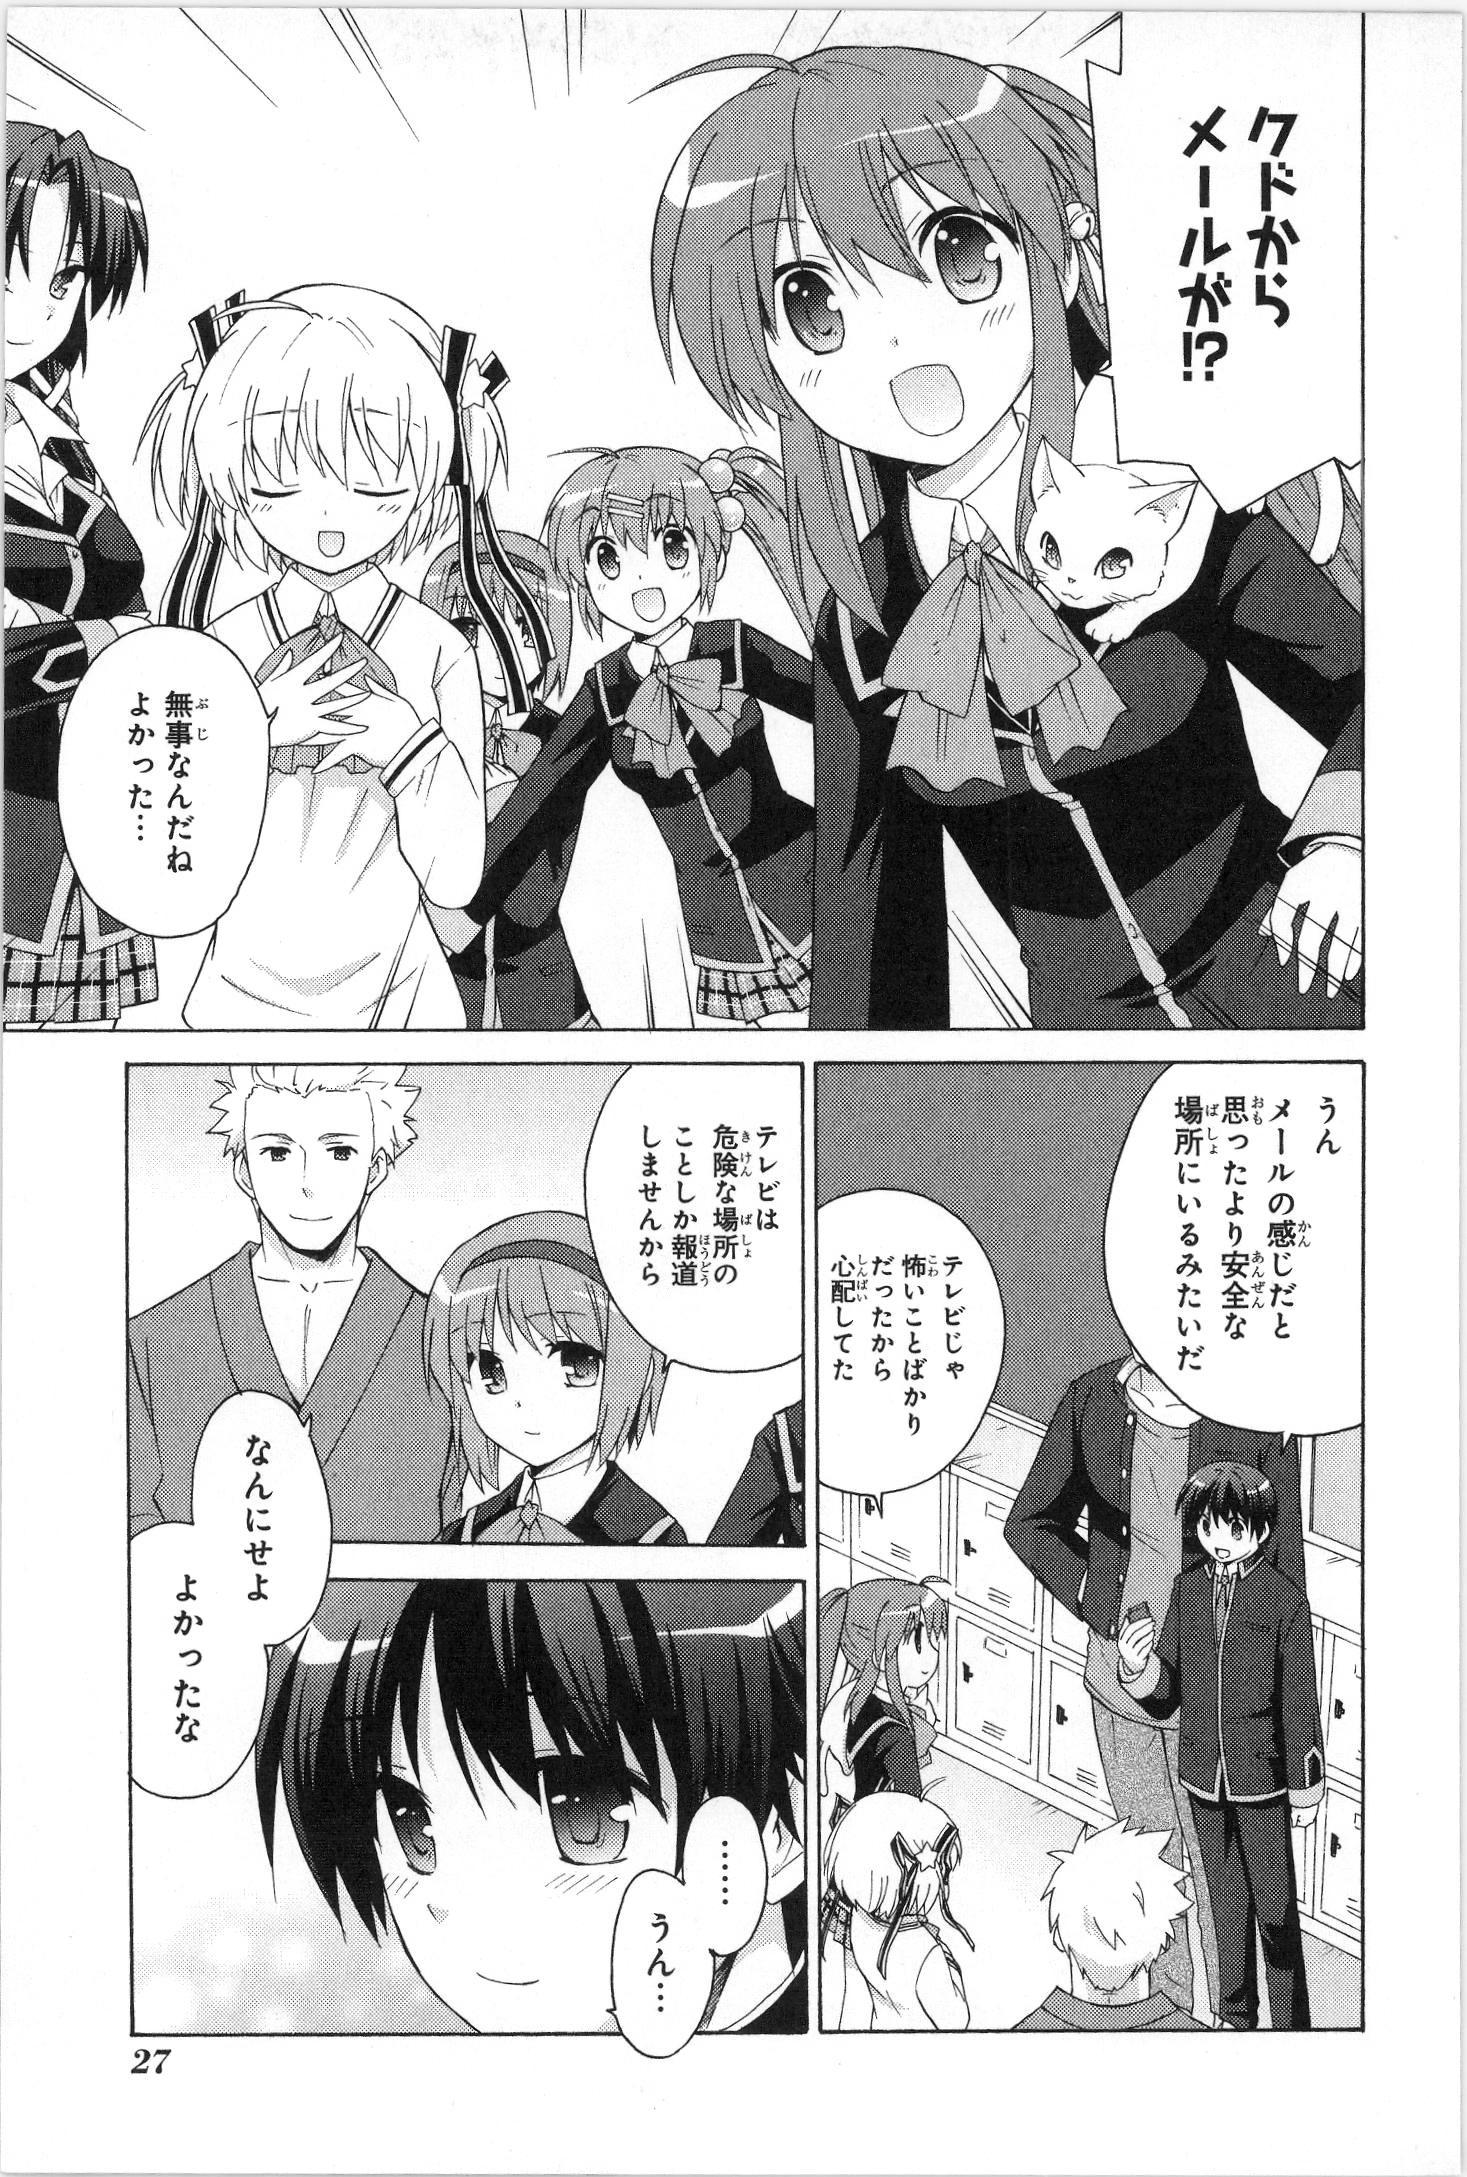 クドから
メールが!?
無事なんだね
よかった…
うん
メールの感じだと
思ったより安全な
場所にいるみたいだ
テレビじゃ
怖いことばかり
だったから
心配してた
テレビは
危険な場所の
ことしか報道
しませんから
なんにせよ
よかったな
……
うん…
27